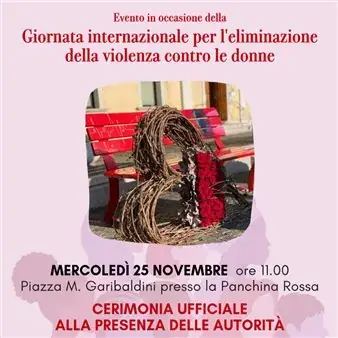 Evento in occasione della
Giornata internazionale per l'eliminazione
della violenza contro le donne
MERCOLEDÌ 25 NOVEMBRE ore 11.00
Piazza M. Garibaldini presso la Panchina Rossa
CERIMONIA UFFICIALE
ALLA PRESENZA DELLE AUTORITÀ